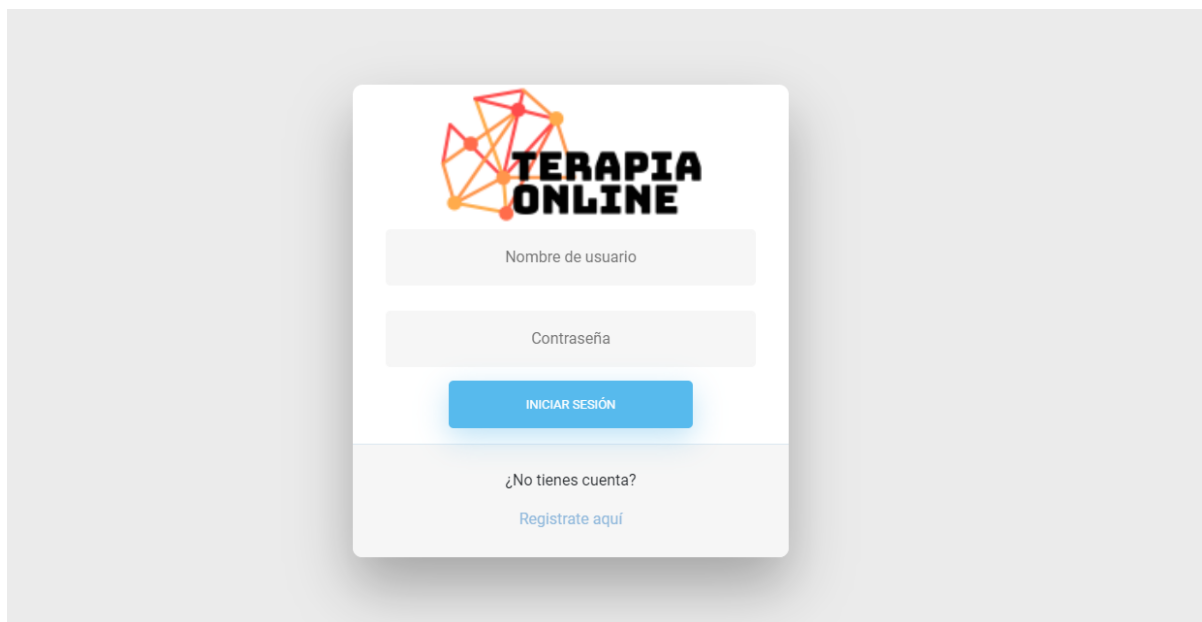 TERAPIA
ONLINE
Nombre de usuario
Contraseña
INICIAR SESIÓN
¿No tienes cuenta?
Registrate aquí